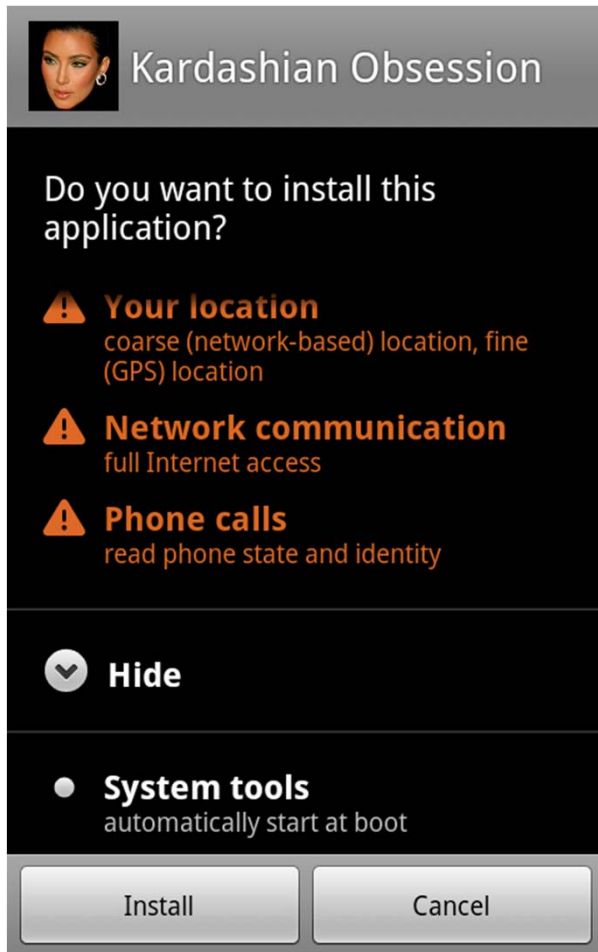 Kardashian Obsession
Do you want to install this
application?
Your location
coarse (network-based) location, fine
(GPS) location
Network communication
full Internet access
Phone calls
read phone state and identity
Hide
System tools
automatically start at boot
Install
Cancel